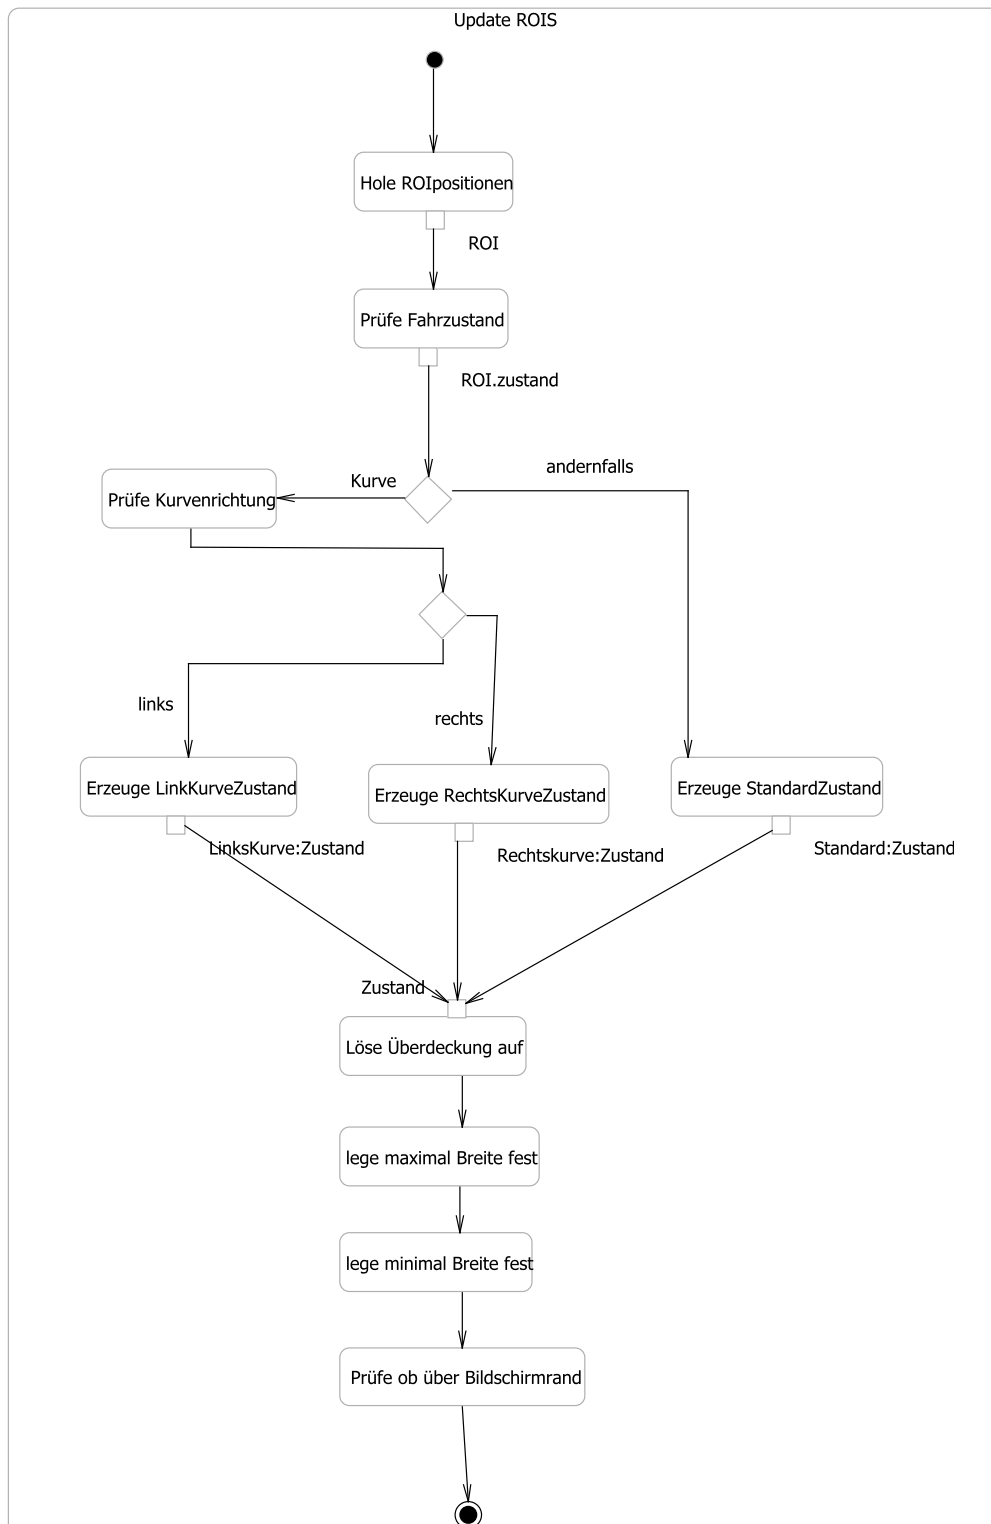 Update ROIS
Hole ROIpositionen
ROI
Prüfe Fahrzustand
ROI.zustand
andernfalls
Kurve
Prüfe Kurvenrichtung
links
rechts
Erzeuge LinkKurveZustand
Erzeuge RechtsKurveZustand
Erzeuge StandardZustand
LinksKurve:Zustand
Rechtskurve:Zustand
Standard:Zustand
Zustand
Löse Überdeckung auf
lege maximal Breite fest
lege minimal Breite fest
Prüfe ob über Bildschirmrand